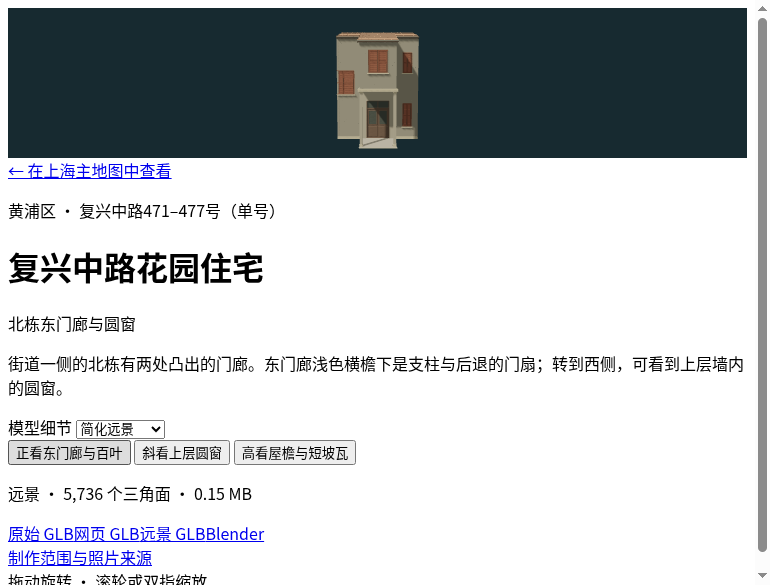 ← 在上海主地图中查看
黄浦区 · 复兴中路471–477号（单号）
复兴中路花园住宅
北栋东门廊与圆窗
街道一侧的北栋有两处凸出的门廊。东门廊浅色横檐下是支柱与后退的门扇；转到西侧，可看到上层墙内
的圆窗。
模型细节 简化远景
正看东门廊与百叶 斜看上层圆窗 高看屋檐与短坡瓦
远景 · 5,736 个三角面 · 0.15 MB
原始 GLB网页 GLB远景 GLBBlender
制作范围与照片来源
拖动旋转 · 滚轮或双指缩放